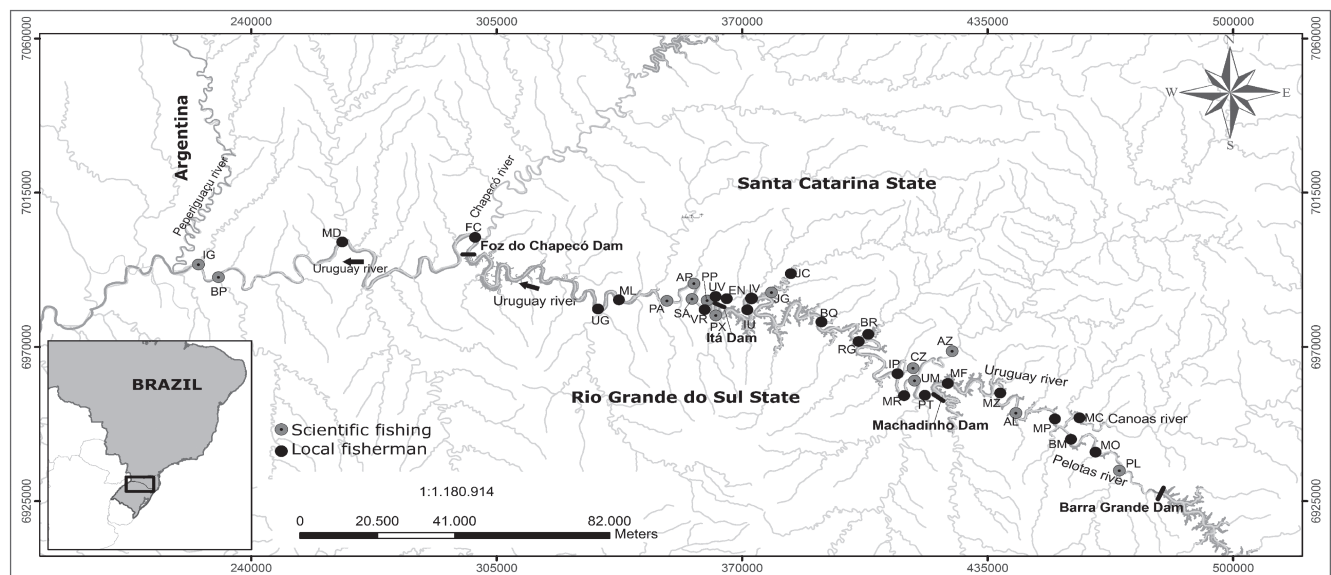 240000
305000
370000
435000
500000
7060000
7060000
N
W
E
S
Argentina
Peperiguaçu river
Chapecó river
Santa Catarina State
7015000
7015000
MD
FC
Foz do Chapecó Dam
IG
BP
Uruguay river
Uruguay river
UG
ML
PA
AR
SA
PP
UV
EN
IV
JG
JC
VR
PX
IU
Itá Dam
BQ
BR
RG
6970000
6970000
AZ
CZ
IP
UM
MF
Uruguay river
MR
PT
Machadinho Dam
MZ
AL
MC
Canoas river
MP
BM
MO
PL
Pelotas river
Barra Grande Dam
Rio Grande do Sul State
BRAZIL
Scientific fishing
Local fisherman
1:1.180.914
0
20.500
41.000
82.000
Meters
6925000
6925000
240000
305000
370000
435000
500000